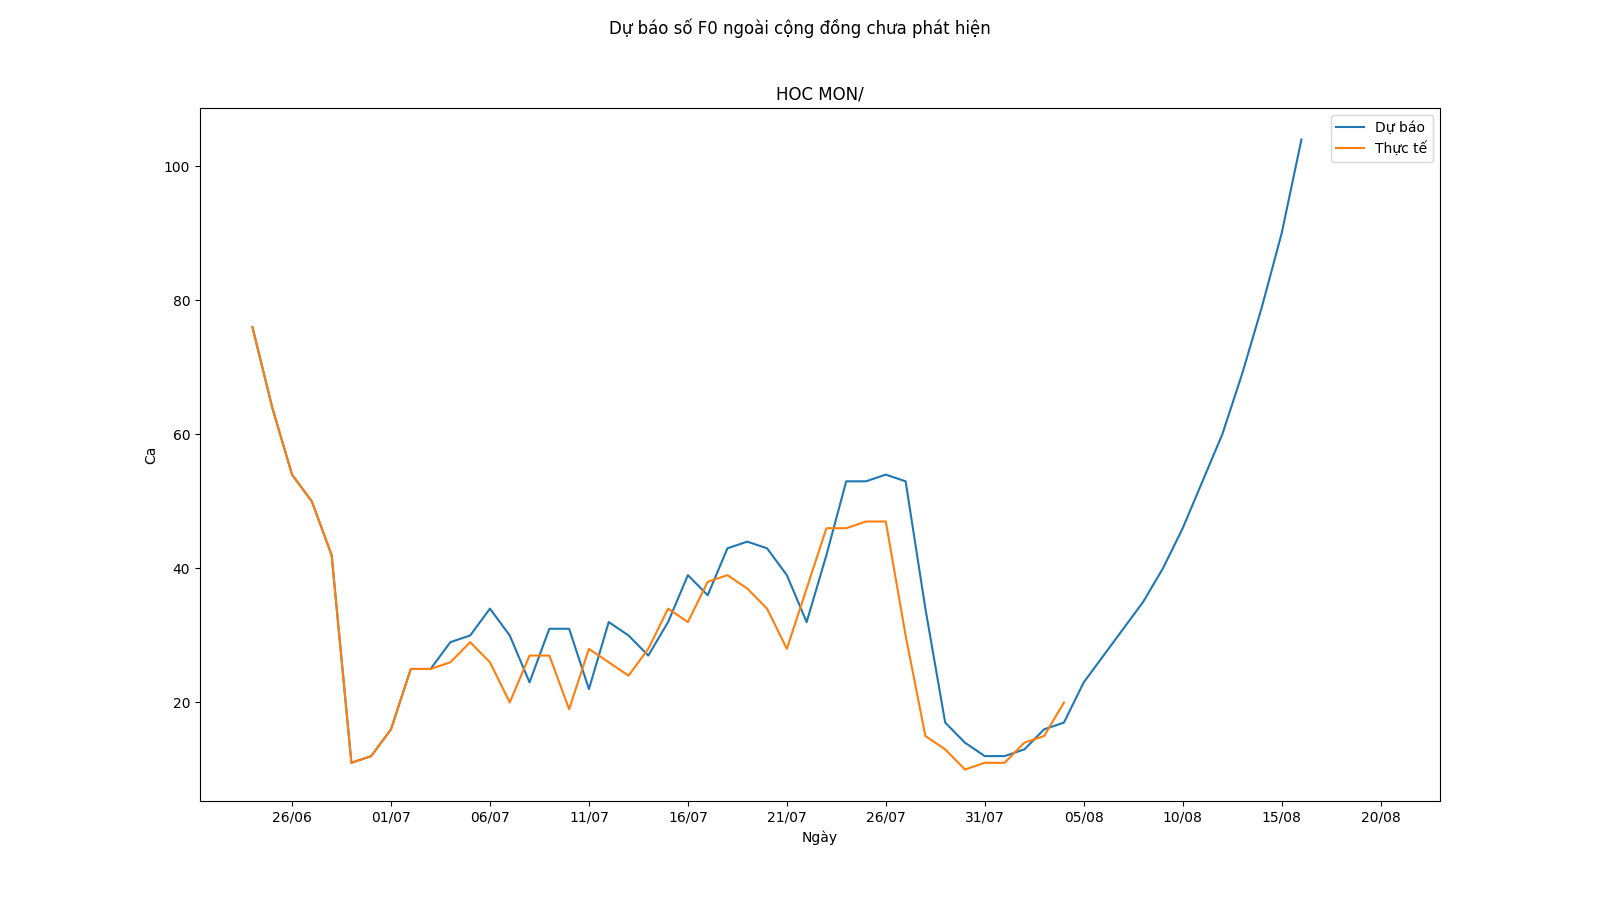 Dự báo số F0 ngoài cộng đồng chưa phát hiện
HOC MON/
Dự báo
Thực tế
100
80
60
40
20
Ca
26/06 01/07 06/07 11/07 16/07 21/07 26/07 31/07 05/08 10/08 15/08 20/08
Ngày